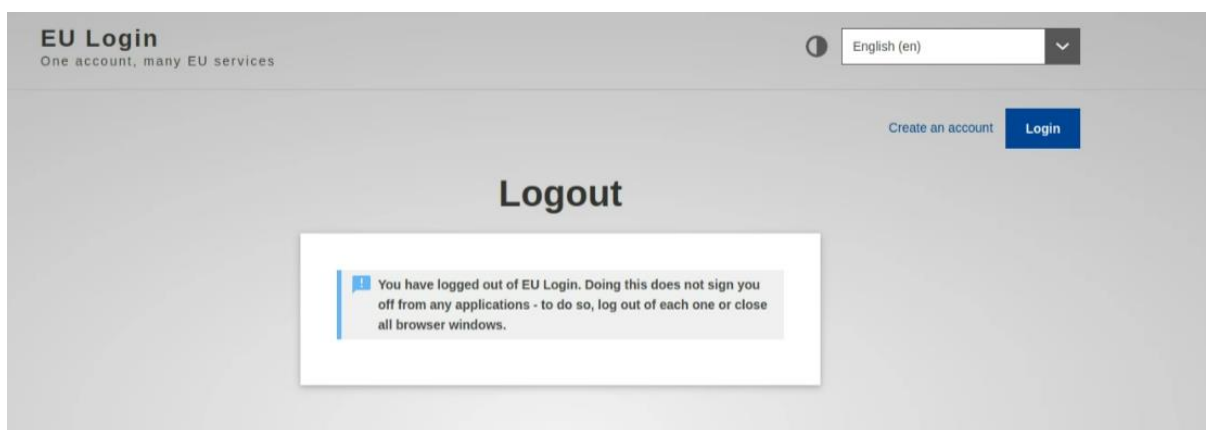 EU Login
One account, many EU services
English (en)
Create an account
Login
Logout
You have logged out of EU Login. Doing this does not sign you
off from any applications - to do so, log out of each one or close
all browser windows.